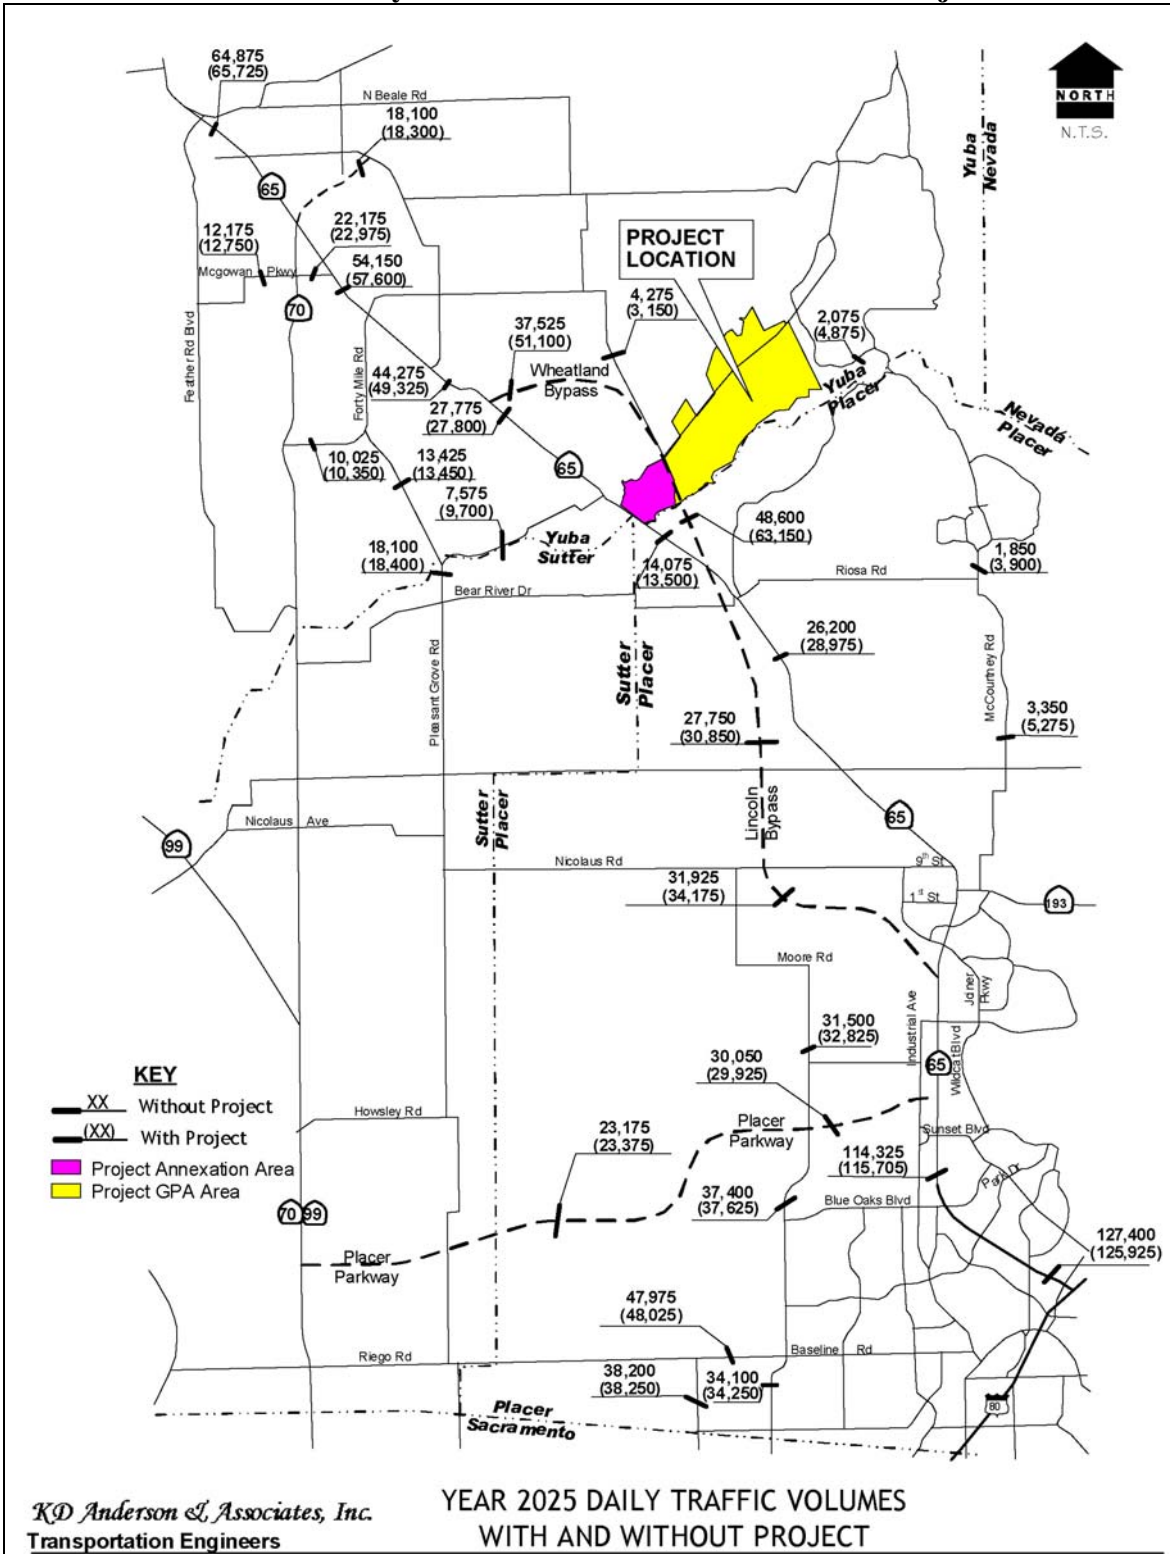 64,875
(65,725)
N Beale Rd
18,100
(18,300)
NORTH
N.T.S.
Yuba
Nevada
65
12,175
(12,750)
22,175
(22,975)
Mcgowan Pkwy
54,150
(57,600)
PROJECT
LOCATION
70
4,275
(3,150)
2,075
(4,875)
37,525
(51,100)
Feather Rd Blvd
Forty Mile Rd
44,275
(49,325)
Wheatland
Bypass
Yuba
Placer
27,775
(27,800)
Nevada
Placer
10,025
(10,350)
13,425
(13,450)
65
7,575
(9,700)
48,600
(63,150)
Yuba
Sutter
18,100
(18,400)
14,075
(13,500)
1,850
(3,900)
Riosa Rd
Bear River Dr
26,200
(28,975)
Sutter
Placer
Pleasant Grove Rd
McCourtney Rd
27,750
(30,850)
3,350
(5,275)
Lincoln
Bypass
Sutter
Placer
65
Nicolaus Ave
99
Nicolaus Rd
9th St
31,925
(34,175)
1st St
193
Moore Rd
Industrial Ave
Pkwy
31,500
(32,825)
30,050
(29,925)
65
Wildcat Blvd
KEY
XX Without Project
(XX) With Project
Project Annexation Area
Project GPA Area
Howsley Rd
23,175
(23,375)
Placer
Parkway
Sunset Blvd
114,325
(115,705)
Park Dr
37,400
(37,625)
Blue Oaks Blvd
70 99
Placer
Parkway
127,400
(125,925)
47,975
(48,025)
Riego Rd
Baseline Rd
38,200
(38,250)
34,100
(34,250)
80
Placer
Sacramento
KD Anderson & Associates, Inc.
Transportation Engineers
YEAR 2025 DAILY TRAFFIC VOLUMES
WITH AND WITHOUT PROJECT